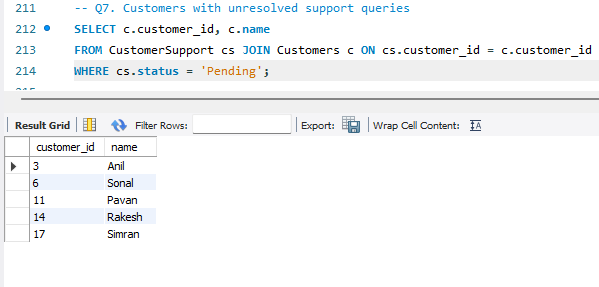 211 -- Q7. Customers with unresolved support queries
212 SELECT c.customer_id, c.name
213 FROM CustomerSupport cs JOIN Customers c ON cs.customer_id = c.customer_id
214 WHERE cs.status = 'Pending';
Result Grid Filter Rows: Export: Wrap Cell Content:
customer_id name
3 Anil
6 Sonal
11 Pavan
14 Rakesh
17 Simran